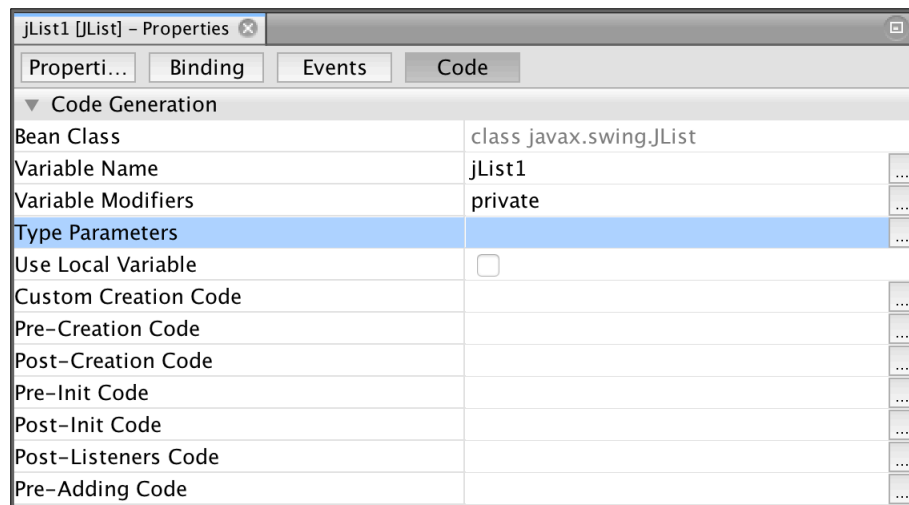 jList1 [JList] – Properties
Properti... Binding Events Code
Code Generation
Bean Class class javax.swing.JList
Variable Name jList1 ...
Variable Modifiers private ...
Type Parameters ...
Use Local Variable
Custom Creation Code ...
Pre-Creation Code ...
Post-Creation Code ...
Pre-Init Code ...
Post-Init Code ...
Post-Listeners Code ...
Pre-Adding Code ...